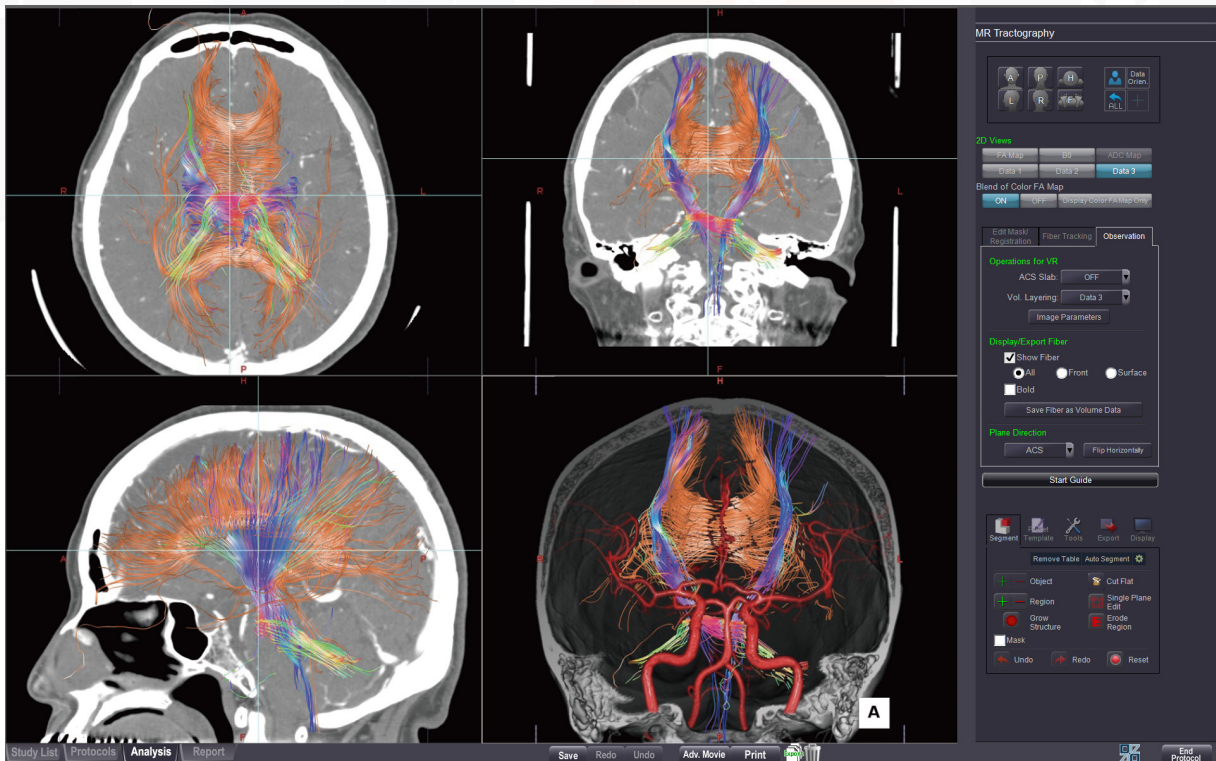 A
H
R
L
R
L
P
F
H
H
A
P
R
L
F
A
MR Tractography
A P H
Data Orien.
L R F
ALL
2D Views
FA Map B0 ADC Map
Data 1 Data 2 Data 3
Blend of Color FA Map
ON OFF Display Color FA Map Only
Edit Mask/ Registration Fiber Tracking Observation
Operations for VR
ACS Slab: OFF
Vol. Layering: Data 3
Image Parameters
Display/Export Fiber
Show Fiber
All Front Surface
Bold
Save Fiber as Volume Data
Plane Direction
ACS Flip Horizontally
Start Guide
Segment Template Tools Export Display
Remove Table Auto Segment
Object Cut Flat
Region Single Plane Edit
Grow Structure Erode Region
Mask
Undo Redo Reset
Study List Protocols Analysis Report
Save Redo Undo Adv. Movie Print Export
End Protocol